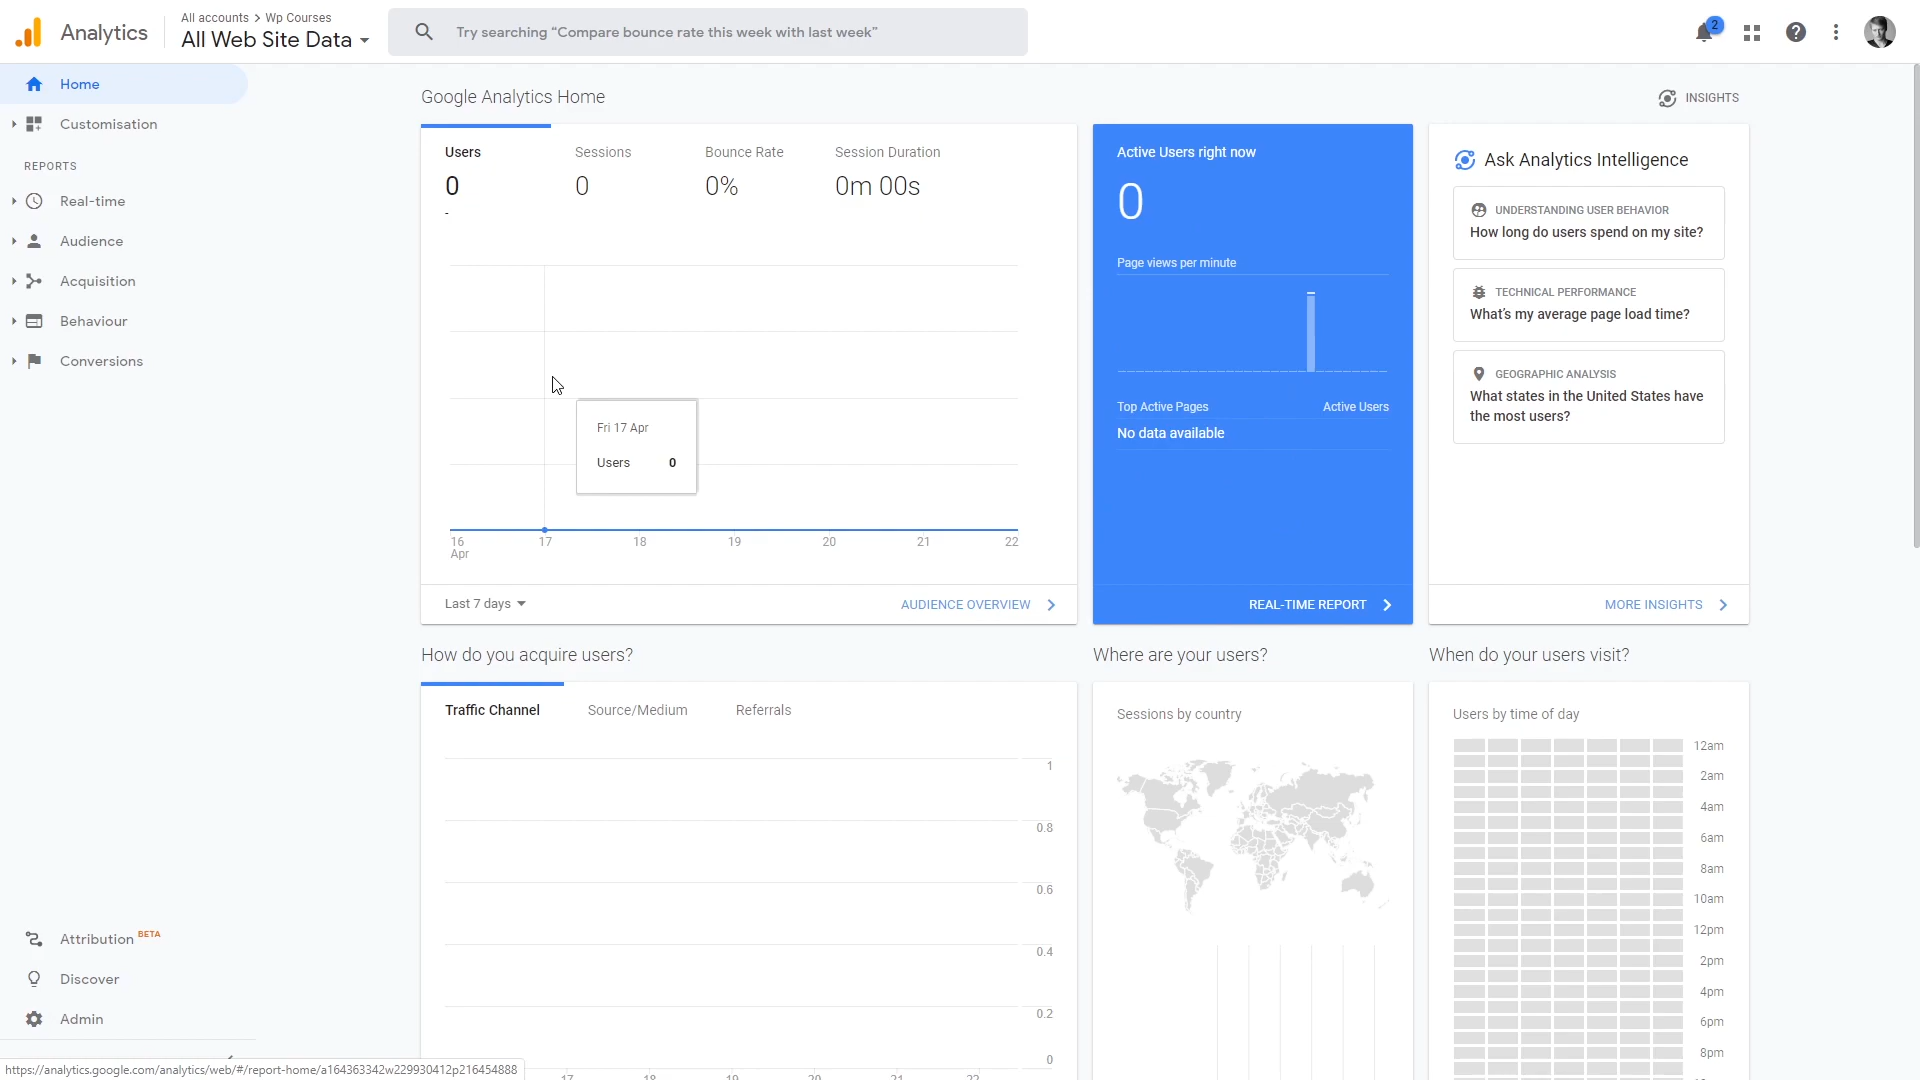 Analytics
All accounts > Wp Courses
All Web Site Data
Try searching “Compare bounce rate this week with last week”
2
Home
Customisation
REPORTS
Real-time
Audience
Acquisition
Behaviour
Conversions
Attribution BETA
Discover
Admin
https://analytics.google.com/analytics/web/#/report-home/a164363342w229930412p216454888
Google Analytics Home
INSIGHTS
Users
0
-
Sessions
0
Bounce Rate
0%
Session Duration
0m 00s
Fri 17 Apr
Users 0
16 17 18 19 20 21 22
Apr
Last 7 days
AUDIENCE OVERVIEW
Active Users right now
0
Page views per minute
Top Active Pages Active Users
No data available
REAL-TIME REPORT
Ask Analytics Intelligence
UNDERSTANDING USER BEHAVIOR
How long do users spend on my site?
TECHNICAL PERFORMANCE
What’s my average page load time?
GEOGRAPHIC ANALYSIS
What states in the United States have
the most users?
MORE INSIGHTS
How do you acquire users?
Traffic Channel Source/Medium Referrals
1
0.8
0.6
0.4
0.2
0
17 18 19 20 21 22
Where are your users?
Sessions by country
When do your users visit?
Users by time of day
12am
2am
4am
6am
8am
10am
12pm
2pm
4pm
6pm
8pm